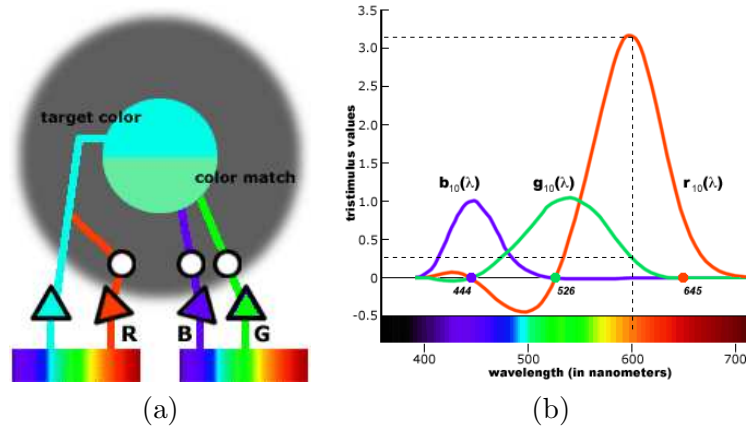 target color
color match
R B G
(a)
3.5
3.0
2.5
2.0
1.5
1.0
0.5
0
-0.5
tristimulus values
b10(λ) g10(λ) r10(λ)
444 526 645
400 500 600 700
wavelength (in nanometers)
(b)